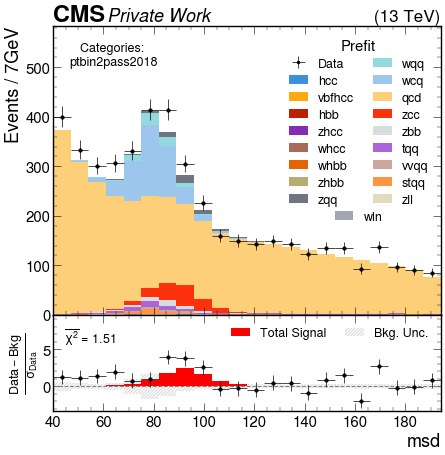 CMS Private Work (13 TeV)
Events / 7GeV
Categories:
ptbin2pass2018
Prefit
Data
hcc
vbfhcc
hbb
zhcc
whcc
whbb
zhbb
zqq
wqq
wcq
qcd
zcc
zbb
tqq
vvqq
stqq
zll
wln
500
400
300
200
100
0
χ² = 1.51
Total Signal
Bkg. Unc.
Data −Bkg
σData
5
0
40 60 80 100 120 140 160 180
msd